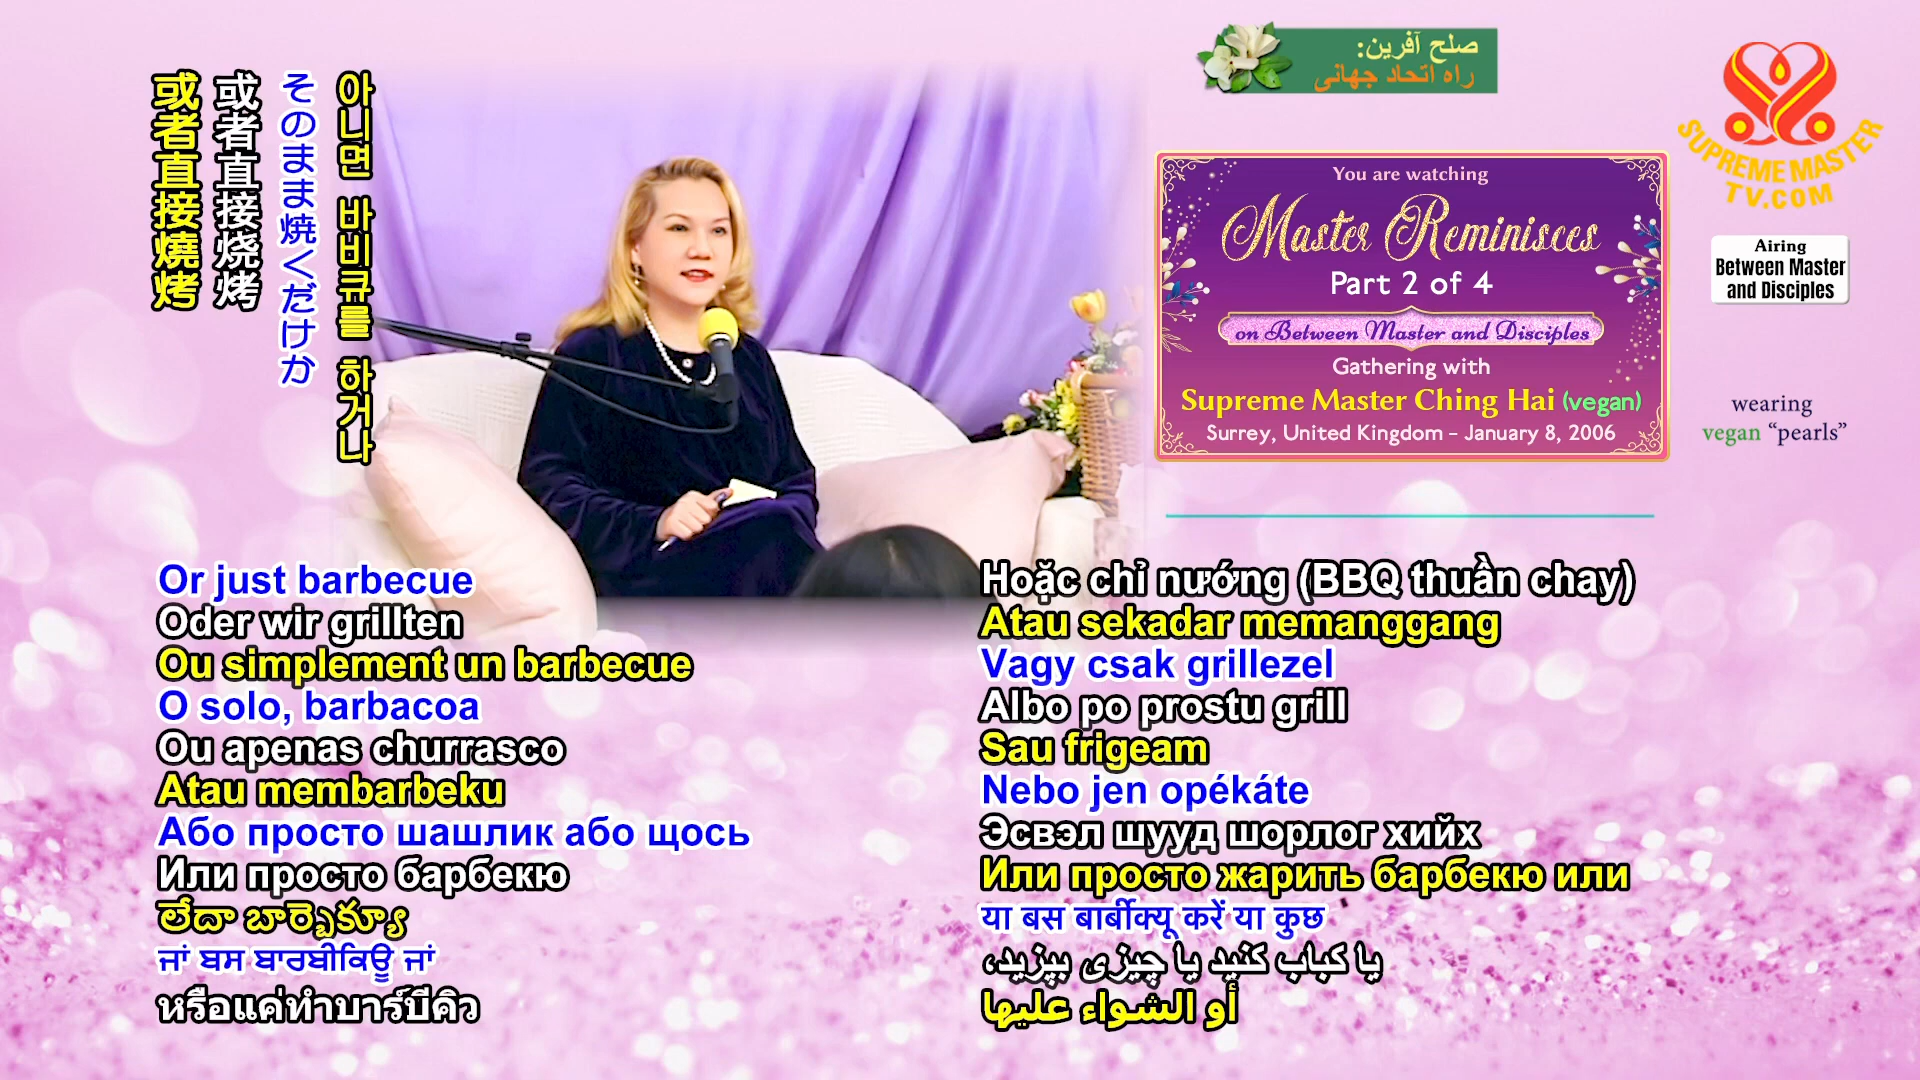 或者直接燒烤
或者直接烧烤
そのまま焼くだけか
아니면 바비큐를 하거나
صلح آفرین:
راه اتحاد جهانی
You are watching
Master Reminisces
Part 2 of 4
on Between Master and Disciples
Gathering with
Supreme Master Ching Hai (vegan)
Surrey, United Kingdom – January 8, 2006
SUPREME MASTER
TV.COM
Airing
Between Master
and Disciples
wearing
vegan “pearls”
Or just barbecue
Oder wir grillten
Ou simplement un barbecue
O solo, barbacoa
Ou apenas churrasco
Atau membarbeku
Або просто шашлик або щось
Или просто барбекю
లేదా బార్బెక్యూ
ਜਾਂ ਬਸ ਬਾਰਬੀਕਿਊ ਜਾਂ
หรือแค่ทำบาร์บีคิว
Hoặc chỉ nướng (BBQ thuần chay)
Atau sekadar memanggang
Vagy csak grillezel
Albo po prostu grill
Sau frigeam
Nebo jen opékáte
Эсвэл шууд шорлог хийх
Или просто жарить барбекю или
या बस बार्बीक्यू करें या कुछ
یا کباب کنید یا چیزی بپزید،
أو الشواء عليها